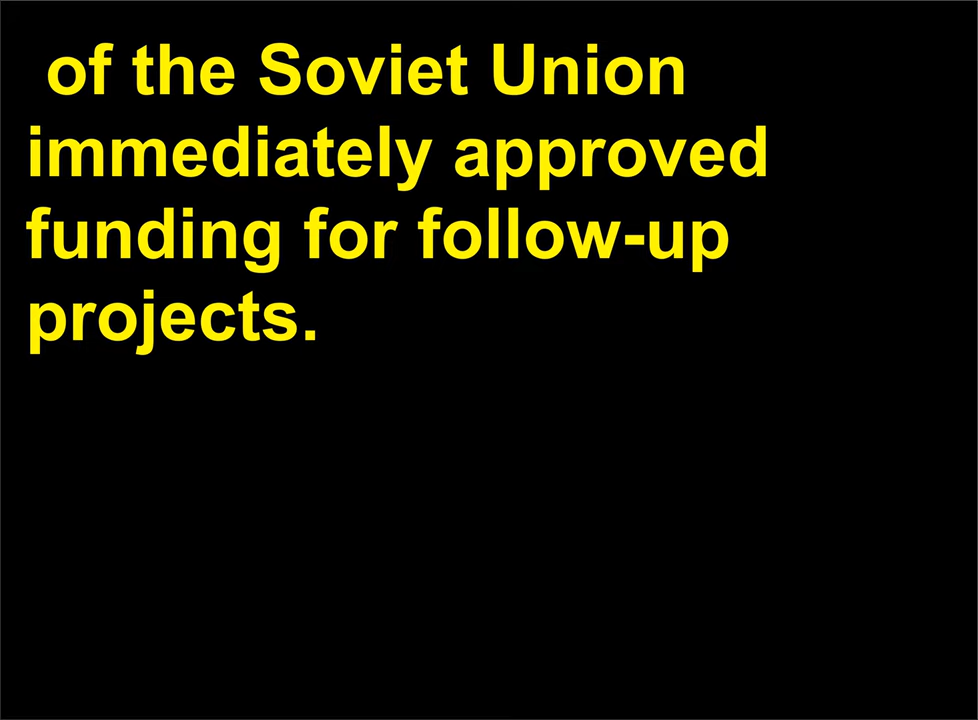 of the Soviet Union
immediately approved
funding for follow-up
projects.